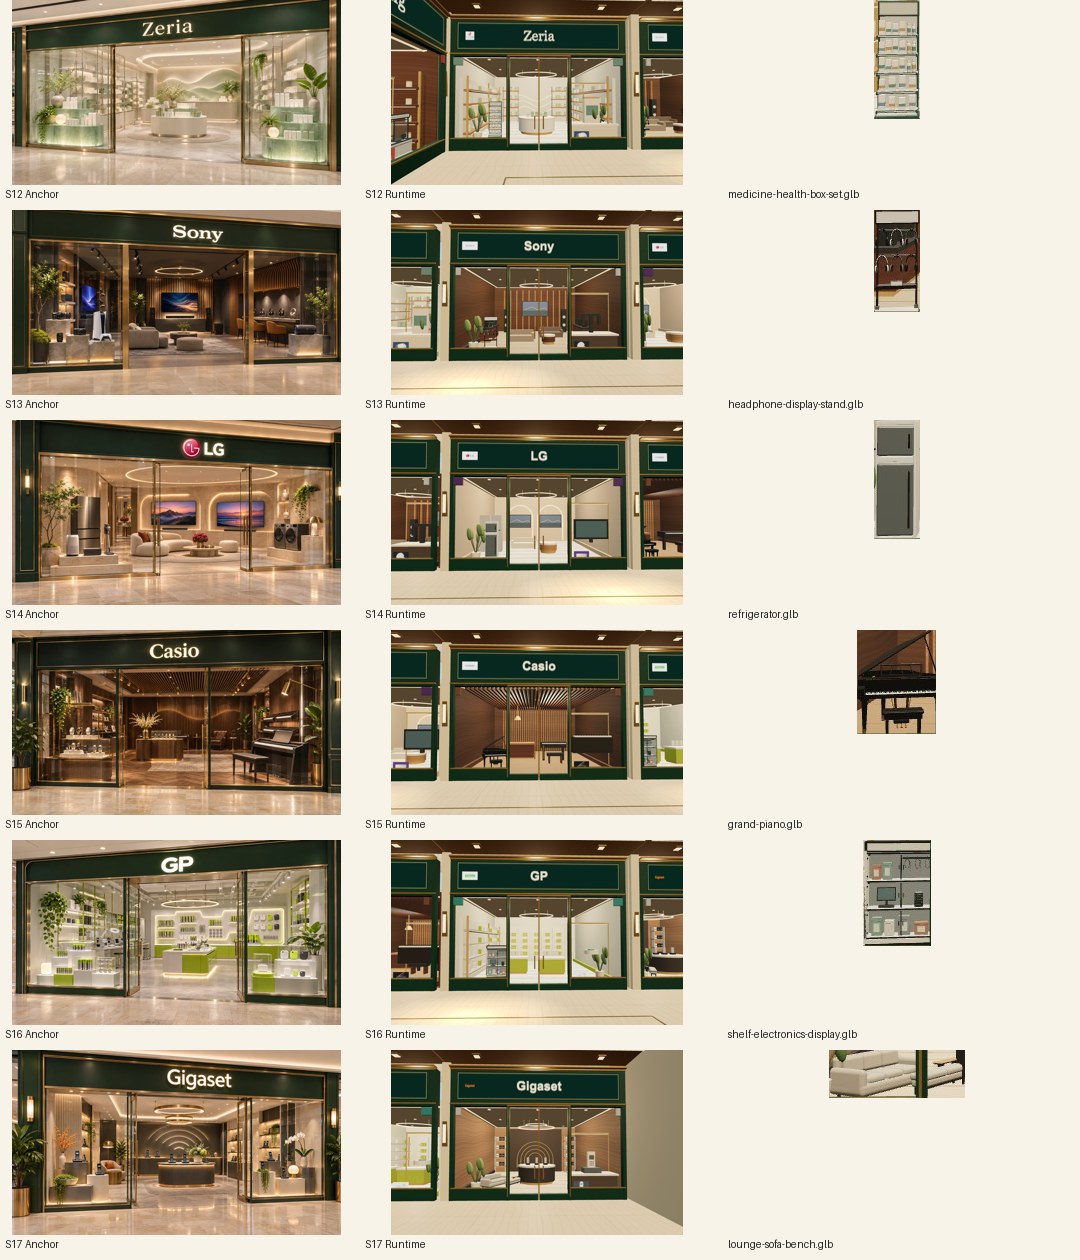 Zeria
Zeria
S12 Anchor
S12 Runtime
medicine-health-box-set.glb
Sony
Sony
S13 Anchor
S13 Runtime
headphone-display-stand.glb
LG
LG
S14 Anchor
S14 Runtime
refrigerator.glb
Casio
Casio
S15 Anchor
S15 Runtime
grand-piano.glb
GP
GP
S16 Anchor
S16 Runtime
shelf-electronics-display.glb
Gigaset
Gigaset
S17 Anchor
S17 Runtime
lounge-sofa-bench.glb